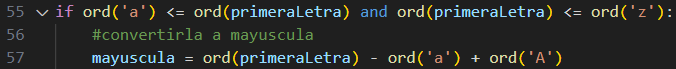 55 if ord('a') <= ord(primeraLetra) and ord(primeraLetra) <= ord('z'):
56 #convertirla a mayuscula
57 mayuscula = ord(primeraLetra) - ord('a') + ord('A')